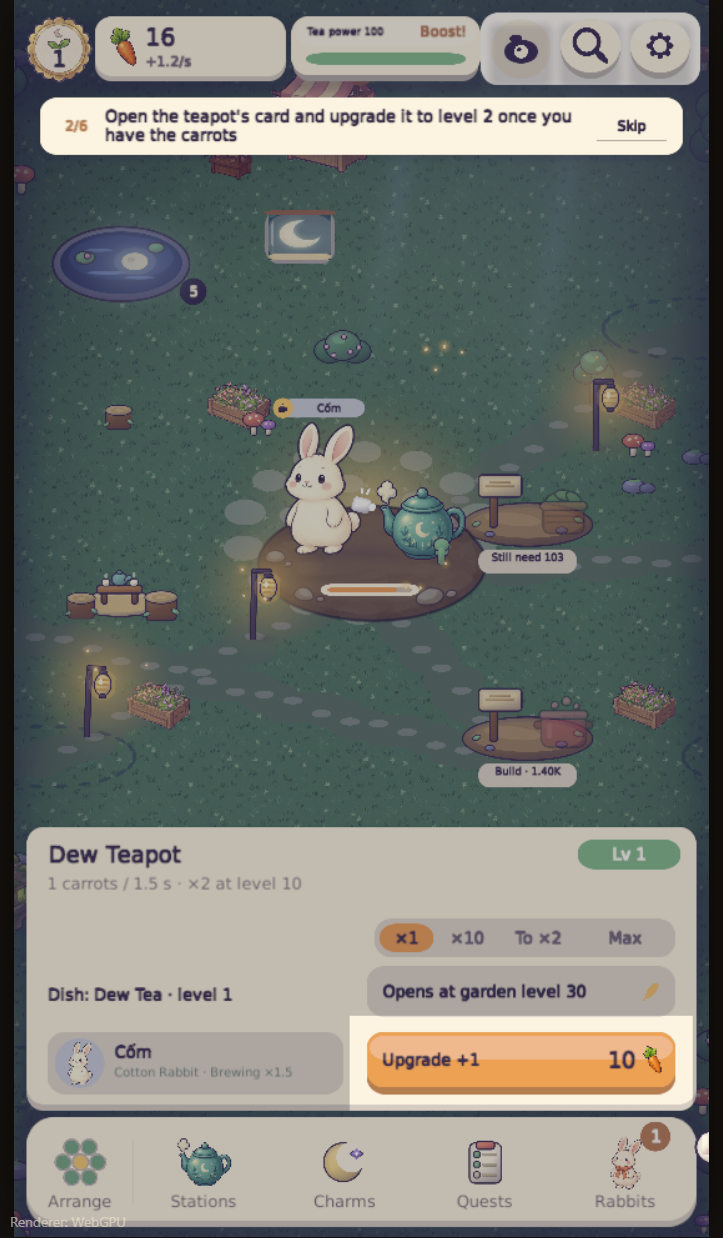 1
16
+1.2/s
Tea power 100
Boost!
2/6
Open the teapot's card and upgrade it to level 2 once you
have the carrots
Skip
5
Cốm
Still need 103
Build · 1.40K
Dew Teapot
Lv 1
1 carrots / 1.5 s · ×2 at level 10
×1
×10
To ×2
Max
Dish: Dew Tea · level 1
Opens at garden level 30
Cốm
Cotton Rabbit · Brewing ×1.5
Upgrade +1
10
1
Arrange
Stations
Charms
Quests
Rabbits
Renderer: WebGPU